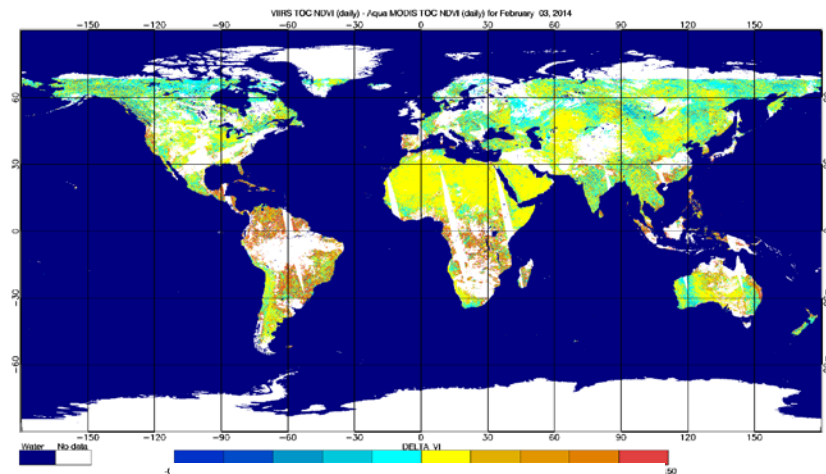 VIIRS TOC NDVI (daily) - Aqua MODIS TOC NDVI (daily) for February 03, 2014
−150 −120 −90 −60 −30 0 30 60 90 120 150
60
30
0
−30
−60
−150 −120 −90 −60 −30 0 30 60 90 120 150
Water No data DELTA VI